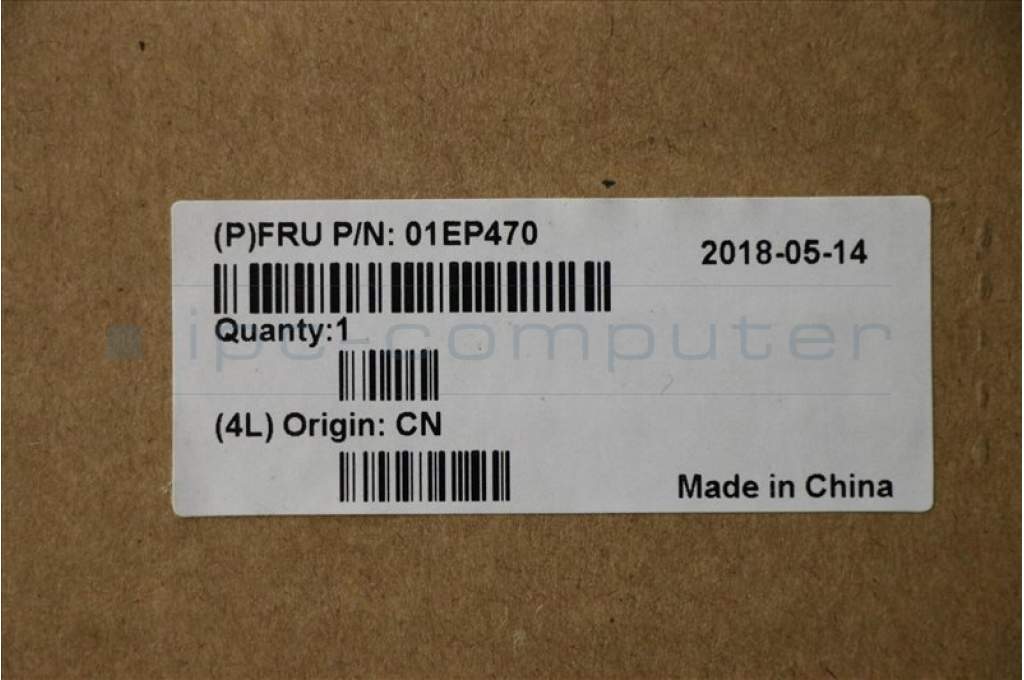 (P)FRU P/N: 01EP470
2018-05-14
Quanty:1
ipc-computer
(4L) Origin: CN
Made in China